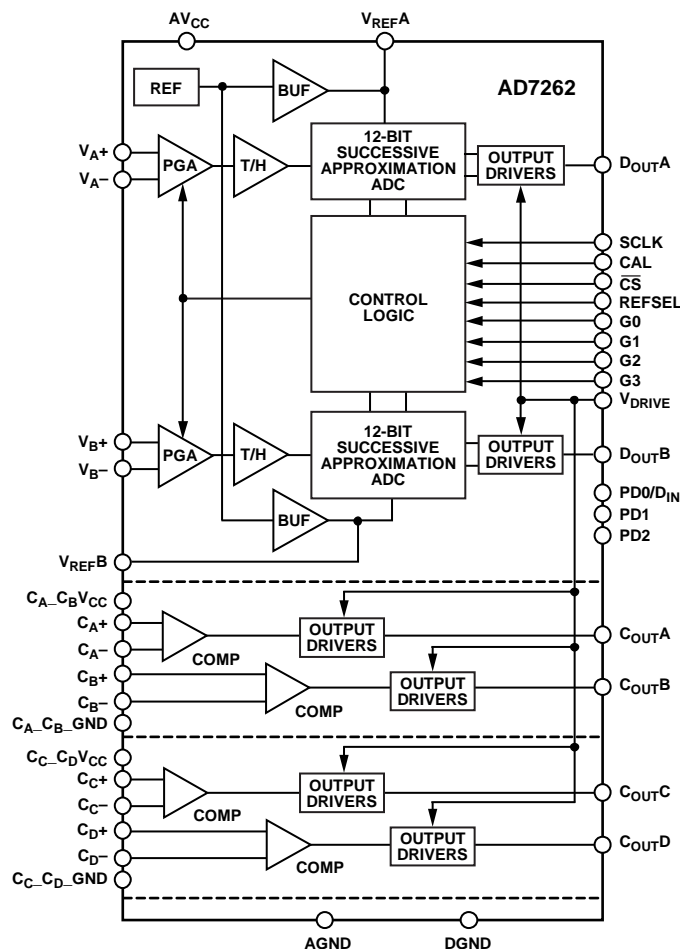 AVCC
VREFA
REF
BUF
AD7262
VA+
VA–
PGA
T/H
12-BIT
SUCCESSIVE
APPROXIMATION
ADC
OUTPUT
DRIVERS
DOUTA
CONTROL
LOGIC
SCLK
CAL
CS
REFSEL
G0
G1
G2
G3
VDRIVE
VB+
VB–
PGA
T/H
12-BIT
SUCCESSIVE
APPROXIMATION
ADC
OUTPUT
DRIVERS
DOUTB
PD0/DIN
PD1
PD2
BUF
VREFB
CA_CBVCC
CA+
CA–
COMP
OUTPUT
DRIVERS
COUTA
CB+
CB–
COMP
OUTPUT
DRIVERS
COUTB
CA_CB_GND
CC_CDVCC
CC+
CC–
COMP
OUTPUT
DRIVERS
COUTC
CD+
CD–
COMP
OUTPUT
DRIVERS
COUTD
CC_CD_GND
AGND
DGND